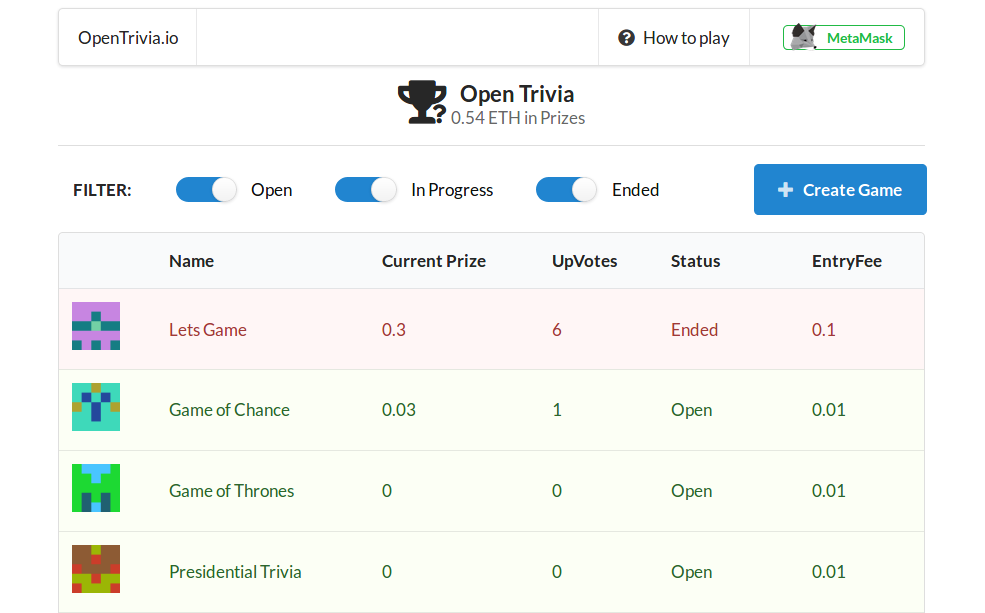 OpenTrivia.io How to play MetaMask
Open Trivia
0.54 ETH in Prizes
FILTER: Open In Progress Ended Create Game
Name Current Prize UpVotes Status EntryFee
Lets Game 0.3 6 Ended 0.1
Game of Chance 0.03 1 Open 0.01
Game of Thrones 0 0 Open 0.01
Presidential Trivia 0 0 Open 0.01